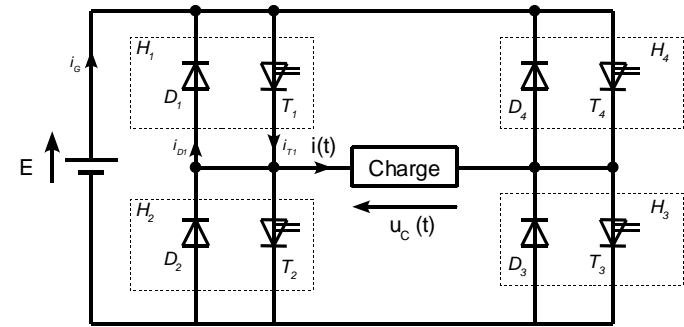 H1
H4
iG
D1
T1
D4
T4
E
iD1
iT1
i(t)
Charge
H2
uC (t)
H3
D2
T2
D3
T3